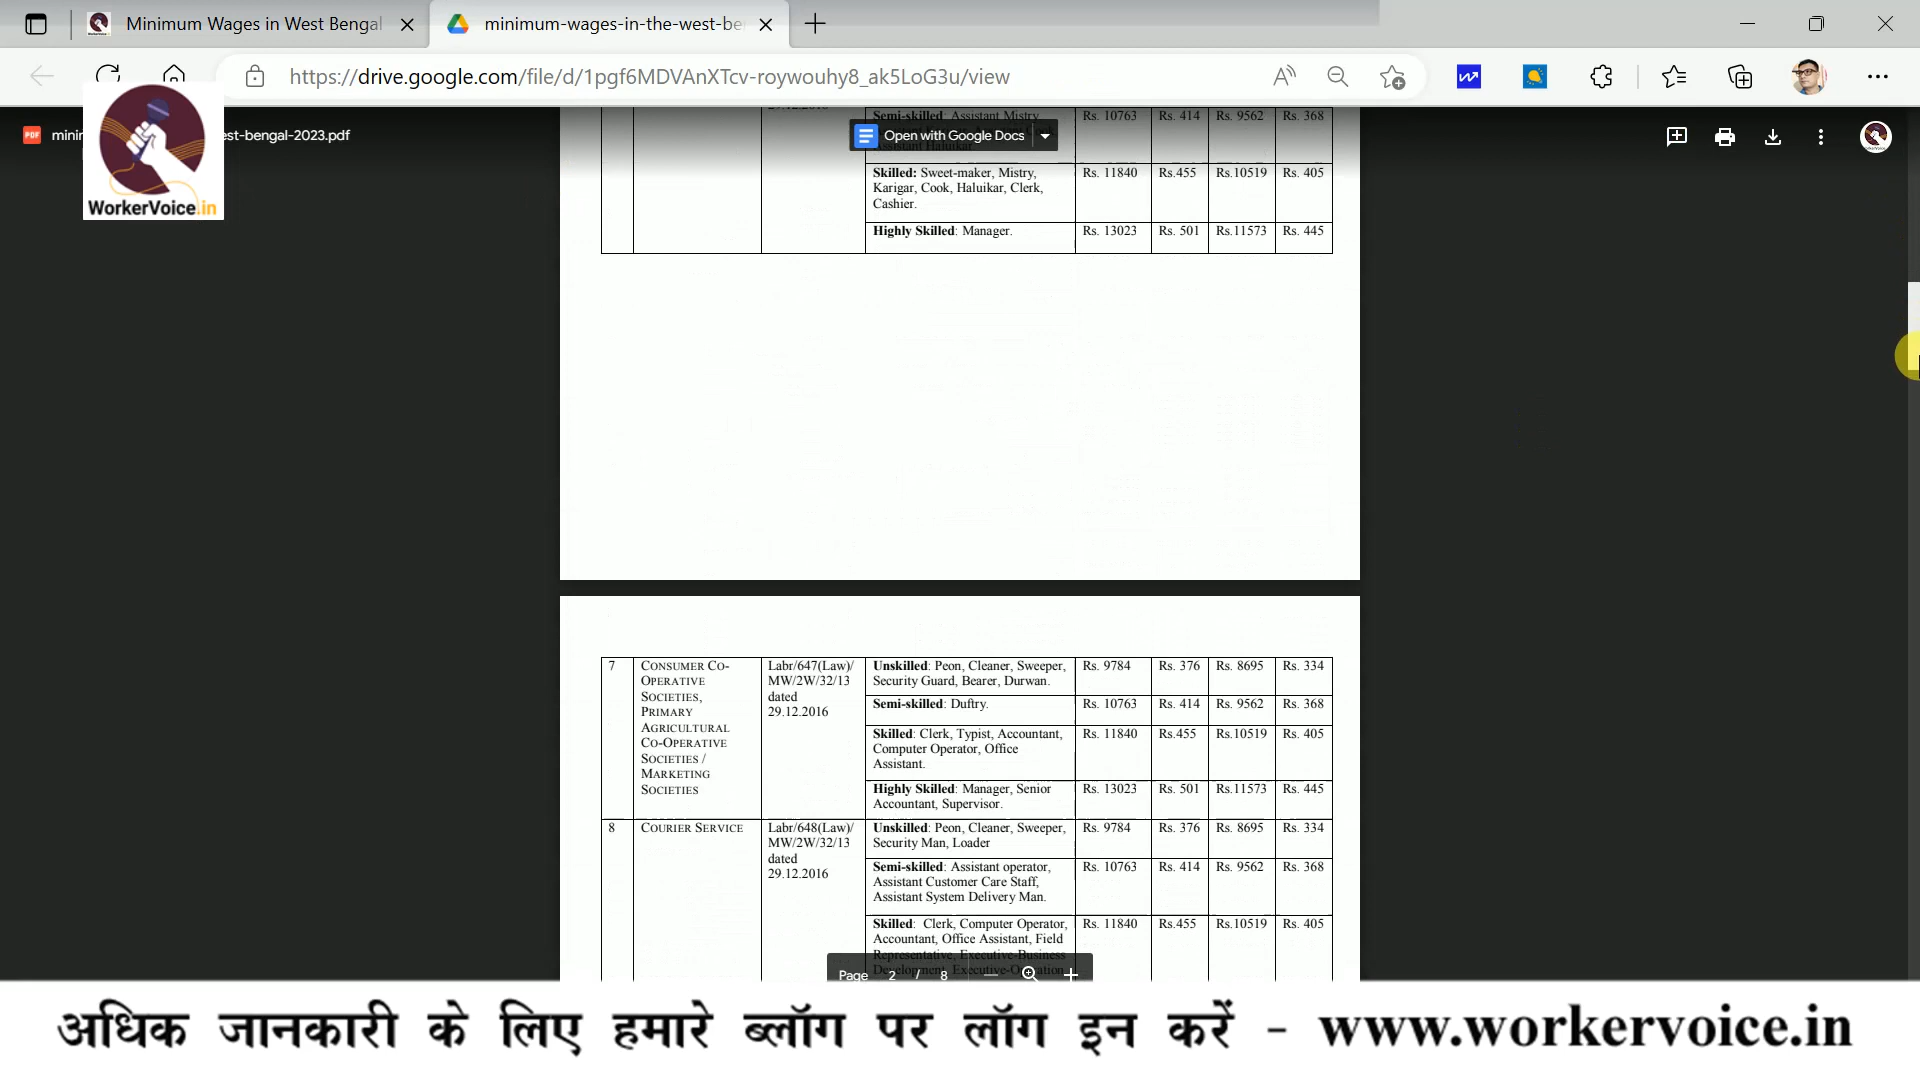 Minimum Wages in West Bengal
minimum-wages-in-the-west-be
https://drive.google.com/file/d/1pgf6MDVAnXTcv-roywouhy8_ak5LoG3u/view
PDF
est-bengal-2023.pdf
Open with Google Docs
WorkerVoice.in
Semi-skilled: Assistant Mistry Rs. 10763 Rs. 414 Rs. 9562 Rs. 368
Assistant Haluikar
Skilled: Sweet-maker, Mistry, Rs. 11840 Rs.455 Rs.10519 Rs. 405
Karigar, Cook, Haluikar, Clerk,
Cashier.
Highly Skilled: Manager. Rs. 13023 Rs. 501 Rs.11573 Rs. 445
7 CONSUMER CO- Labr/647(Law)/ Unskilled: Peon, Cleaner, Sweeper, Rs. 9784 Rs. 376 Rs. 8695 Rs. 334
OPERATIVE MW/2W/32/13 Security Guard, Bearer, Durwan.
SOCIETIES, dated Semi-skilled: Duftry. Rs. 10763 Rs. 414 Rs. 9562 Rs. 368
PRIMARY 29.12.2016
AGRICULTURAL Skilled: Clerk, Typist, Accountant, Rs. 11840 Rs.455 Rs.10519 Rs. 405
CO-OPERATIVE Computer Operator, Office
SOCIETIES / Assistant.
MARKETING
SOCIETIES Highly Skilled: Manager, Senior Rs. 13023 Rs. 501 Rs.11573 Rs. 445
Accountant, Supervisor.
8 COURIER SERVICE Labr/648(Law)/ Unskilled: Peon, Cleaner, Sweeper, Rs. 9784 Rs. 376 Rs. 8695 Rs. 334
MW/2W/32/13 Security Man, Loader
dated Semi-skilled: Assistant operator, Rs. 10763 Rs. 414 Rs. 9562 Rs. 368
29.12.2016 Assistant Customer Care Staff,
Assistant System Delivery Man.
Skilled: Clerk, Computer Operator, Rs. 11840 Rs.455 Rs.10519 Rs. 405
Accountant, Office Assistant, Field
Representative, Executive-Business
Development, Executive-Operation
Page 2 / 8
अधिक जानकारी के लिए हमारे ब्लॉग पर लॉग इन करें - www.workervoice.in